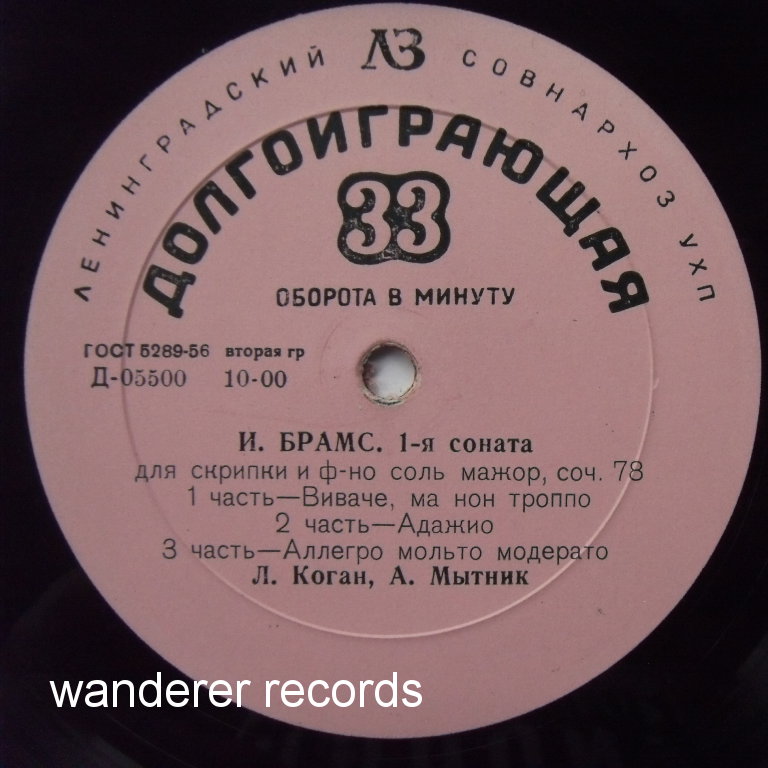 ЛЕНИНГРАДСКИЙ ЛЗ СОВНАРХОЗ УХП
ДОЛГОИГРАЮЩАЯ
33
ОБОРОТА В МИНУТУ
ГОСТ 5289-56 вторая гр
Д-05500 10-00
И. БРАМС. 1-я соната
для скрипки и ф-но соль мажор, соч. 78
1 часть—Виваче, ма нон троппо
2 часть—Адажио
3 часть—Аллегро мольто модерато
Л. Коган, А. Мытник
wanderer records